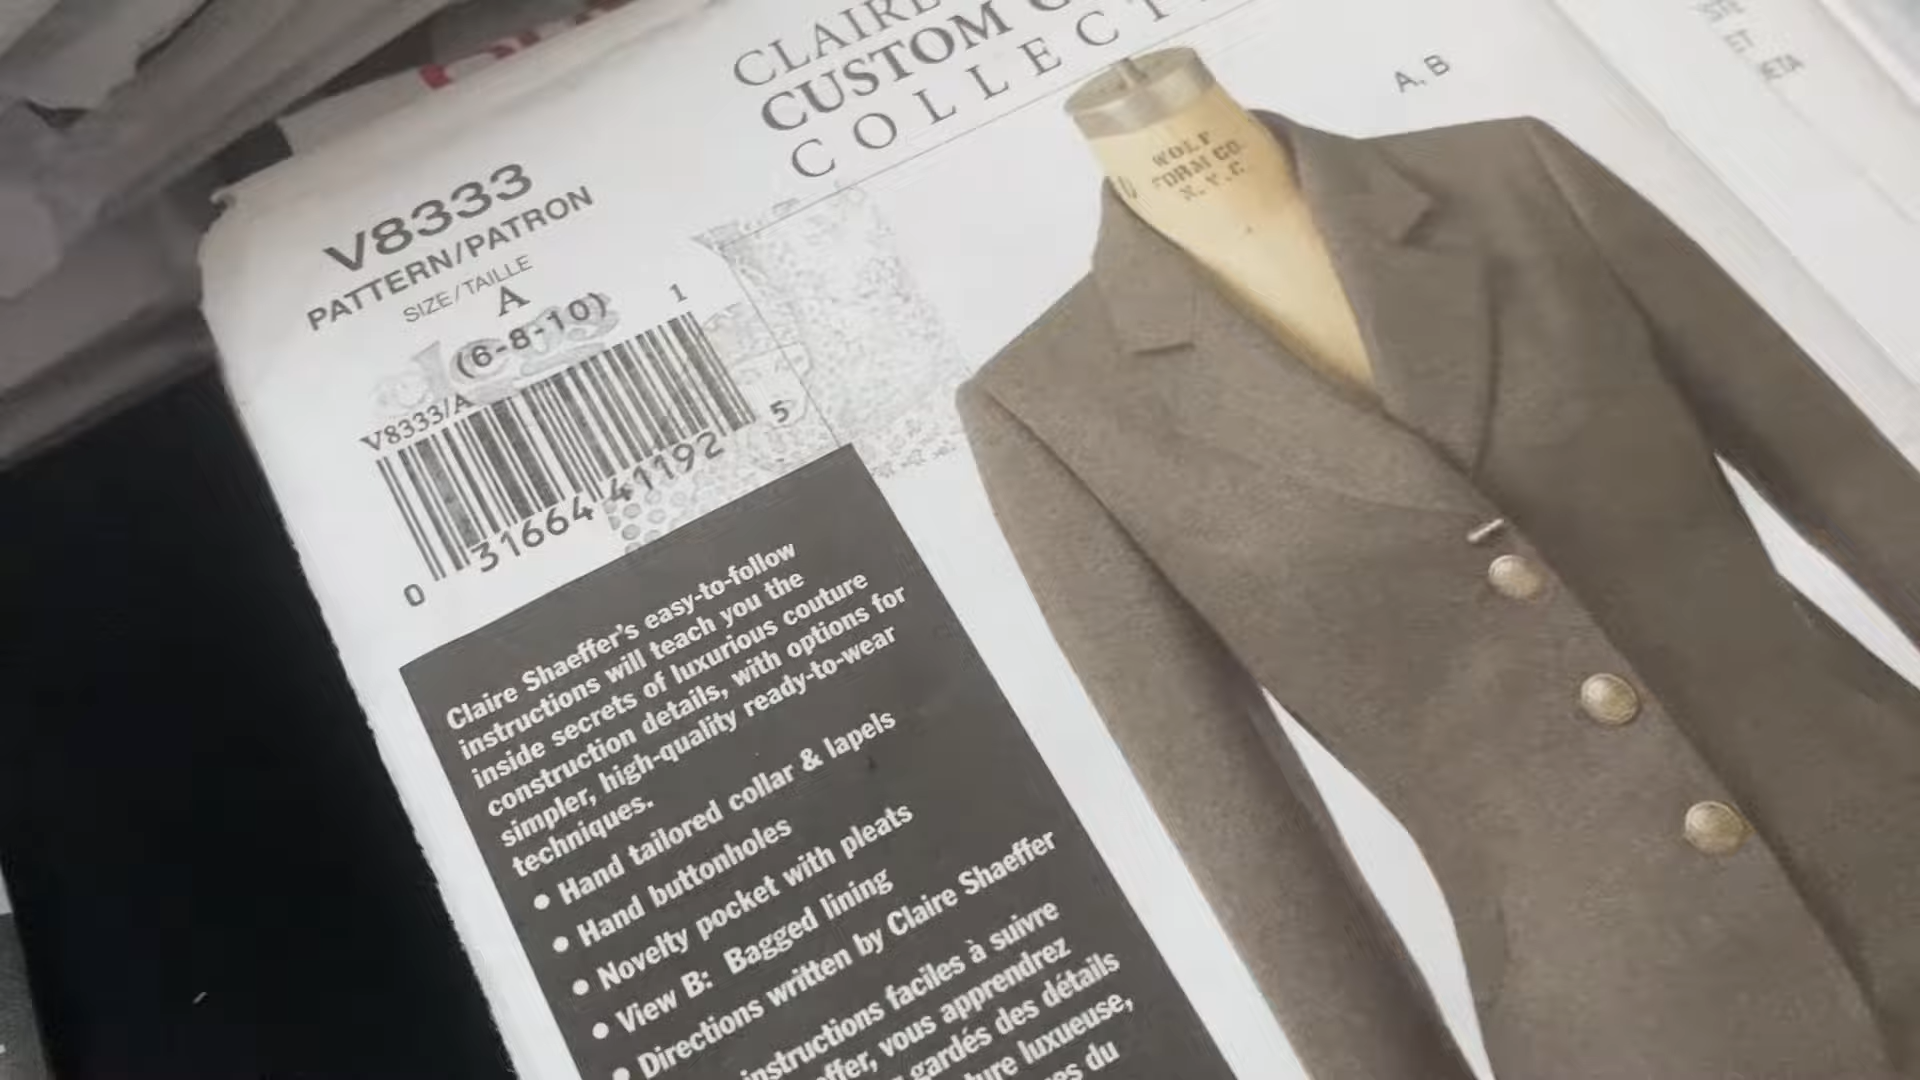 CLAIRE
CUSTOM
COLLECT
A, B
V8333
PATTERN/PATRON
SIZE/TAILLE
A
(6-8-10)
V8333/A
1
0 31664 41192 5
WOLF
FORM CO.
N.Y.C.
Claire Shaeffer's easy-to-follow
instructions will teach you the
inside secrets of luxurious couture
construction details, with options for
simpler, high-quality ready-to-wear
techniques.
• Hand tailored collar & lapels
• Hand buttonholes
• Novelty pocket with pleats
• View B: Bagged lining
• Directions written by Claire Shaeffer
instructions faciles à suivre
vous apprendrez
gardés des détails
luxueuse,
du